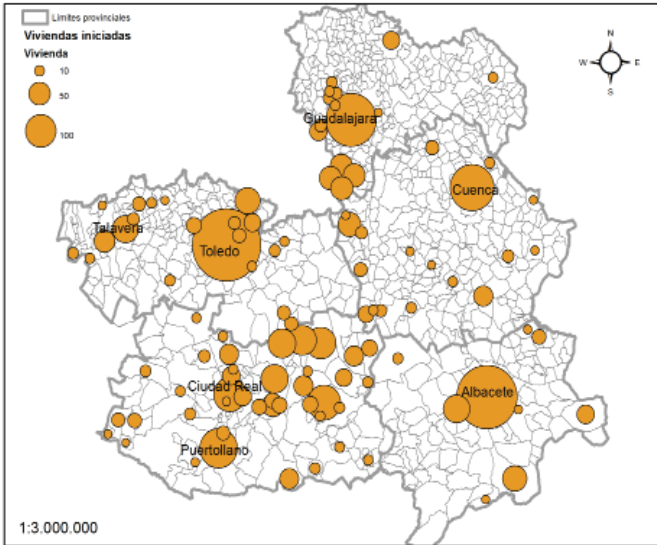 Limites provinciales
Viviendas iniciadas
Vivienda
10
50
100
N
W E
S
Guadalajara
Cuenca
Talavera
Toledo
Ciudad Real
Albacete
Puertollano
1:3.000.000